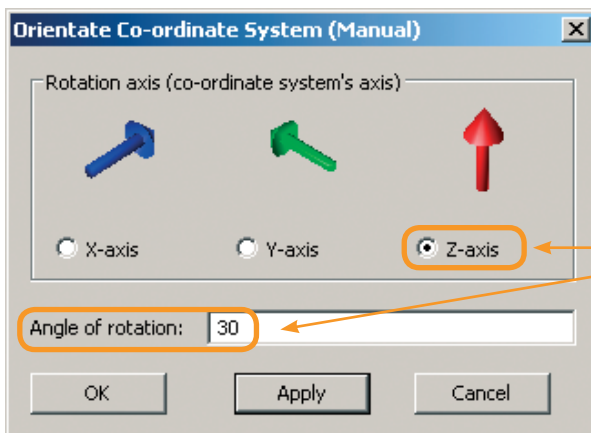 Orientate Co-ordinate System (Manual)
Rotation axis (co-ordinate system's axis)
X-axis Y-axis Z-axis
Angle of rotation: 30
OK Apply Cancel